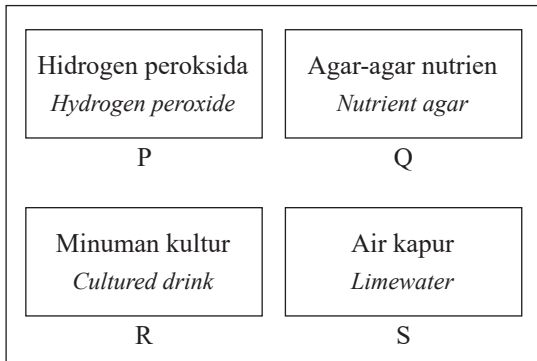 Hidrogen peroksida
Hydrogen peroxide
P
Agar-agar nutrien
Nutrient agar
Q
Minuman kultur
Cultured drink
R
Air kapur
Limewater
S